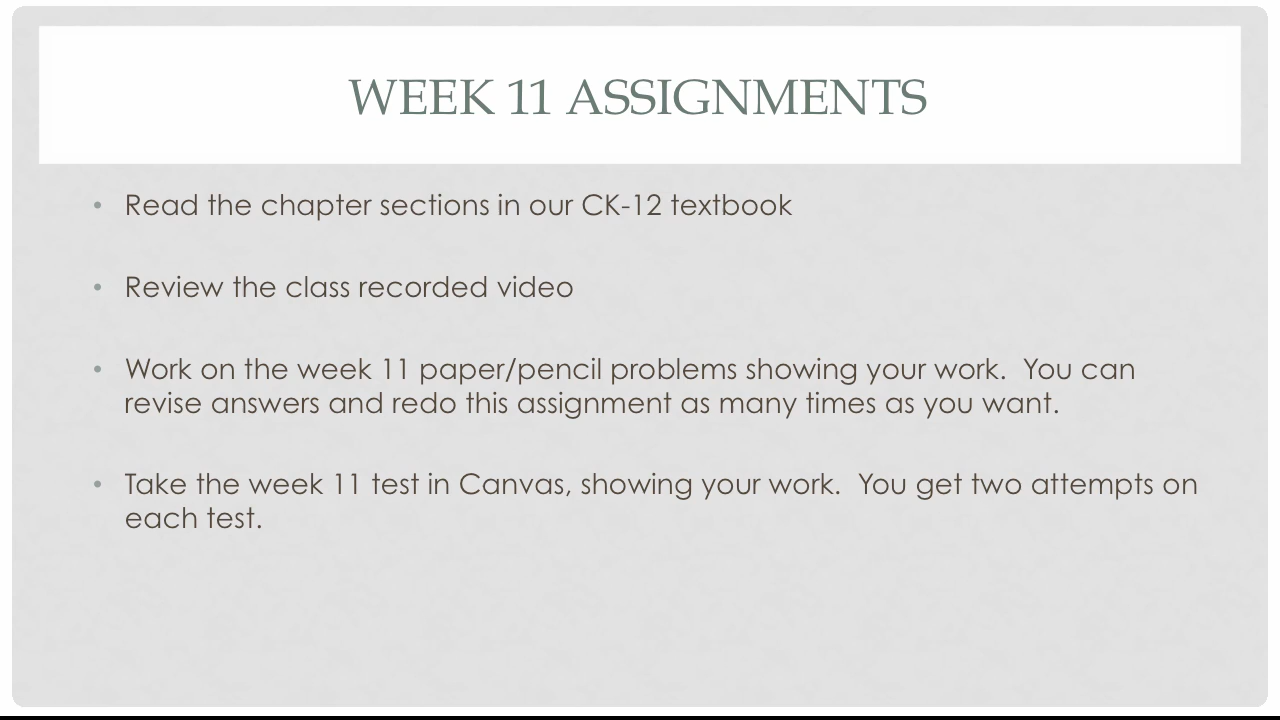 WEEK 11 ASSIGNMENTS
• Read the chapter sections in our CK-12 textbook
• Review the class recorded video
• Work on the week 11 paper/pencil problems showing your work.  You can
revise answers and redo this assignment as many times as you want.
• Take the week 11 test in Canvas, showing your work.  You get two attempts on
each test.